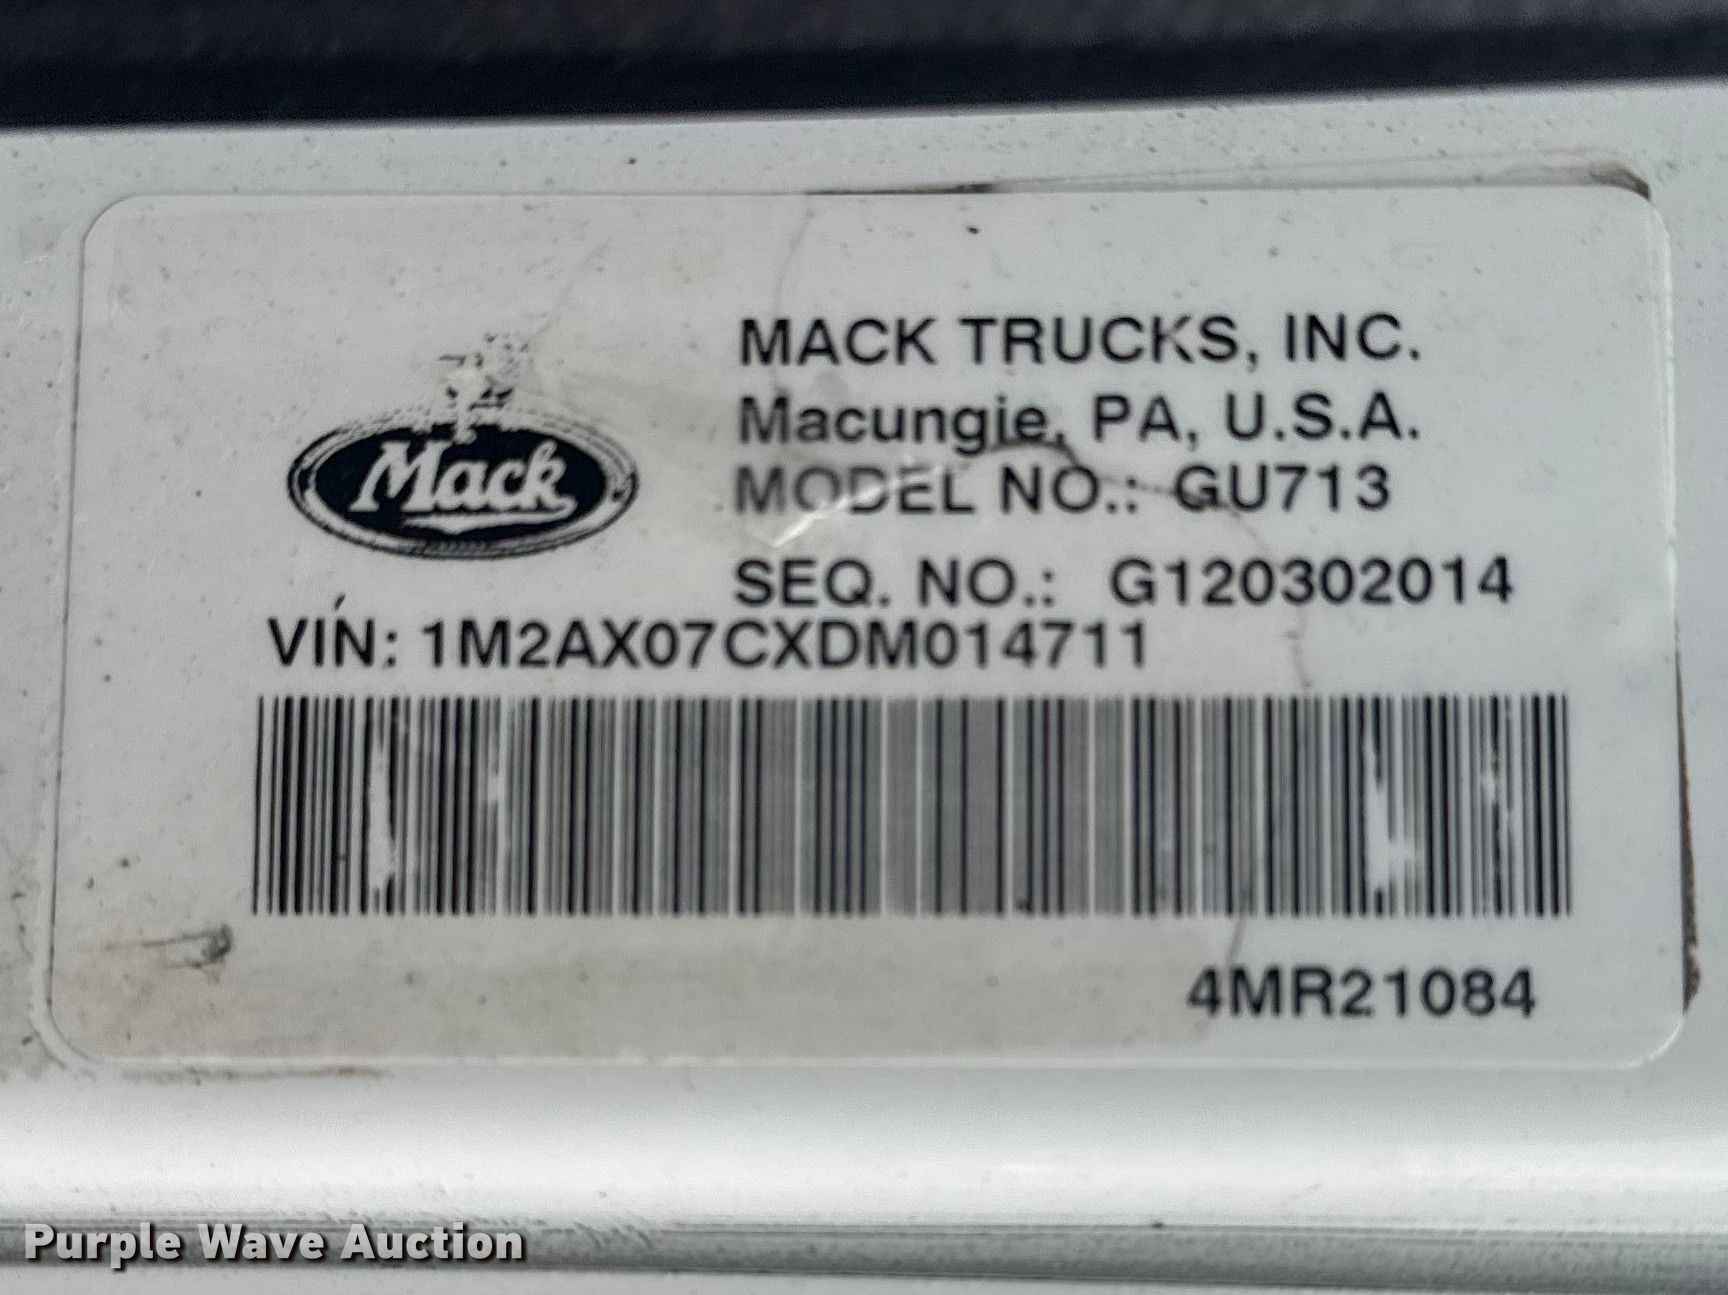 MACK TRUCKS, INC.
Macungie, PA, U.S.A.
Mack
MODEL NO.: GU713
SEQ. NO.: G120302014
VIN: 1M2AX07CXDM014711
4MR21084
Purple Wave Auction